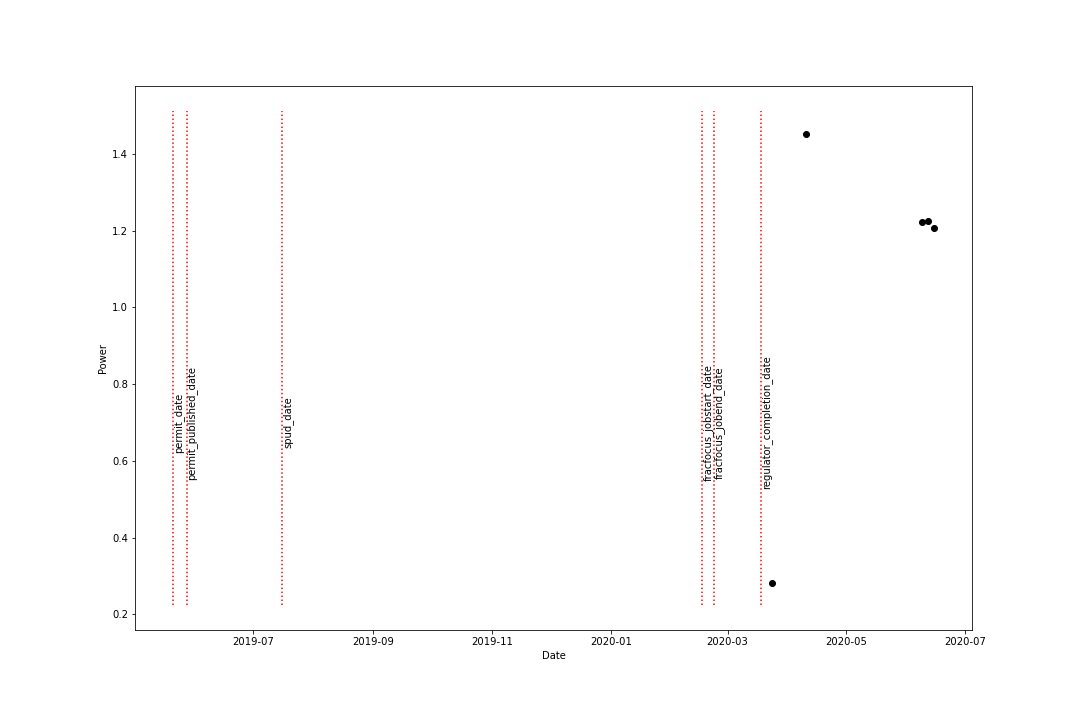 1.4
1.2
1.0
0.8
0.6
0.4
0.2
Power
permit_date
permit_published_date
spud_date
fracfocus_jobstart_date
fracfocus_jobend_date
regulator_completion_date
2019-07
2019-09
2019-11
2020-01
2020-03
2020-05
2020-07
Date